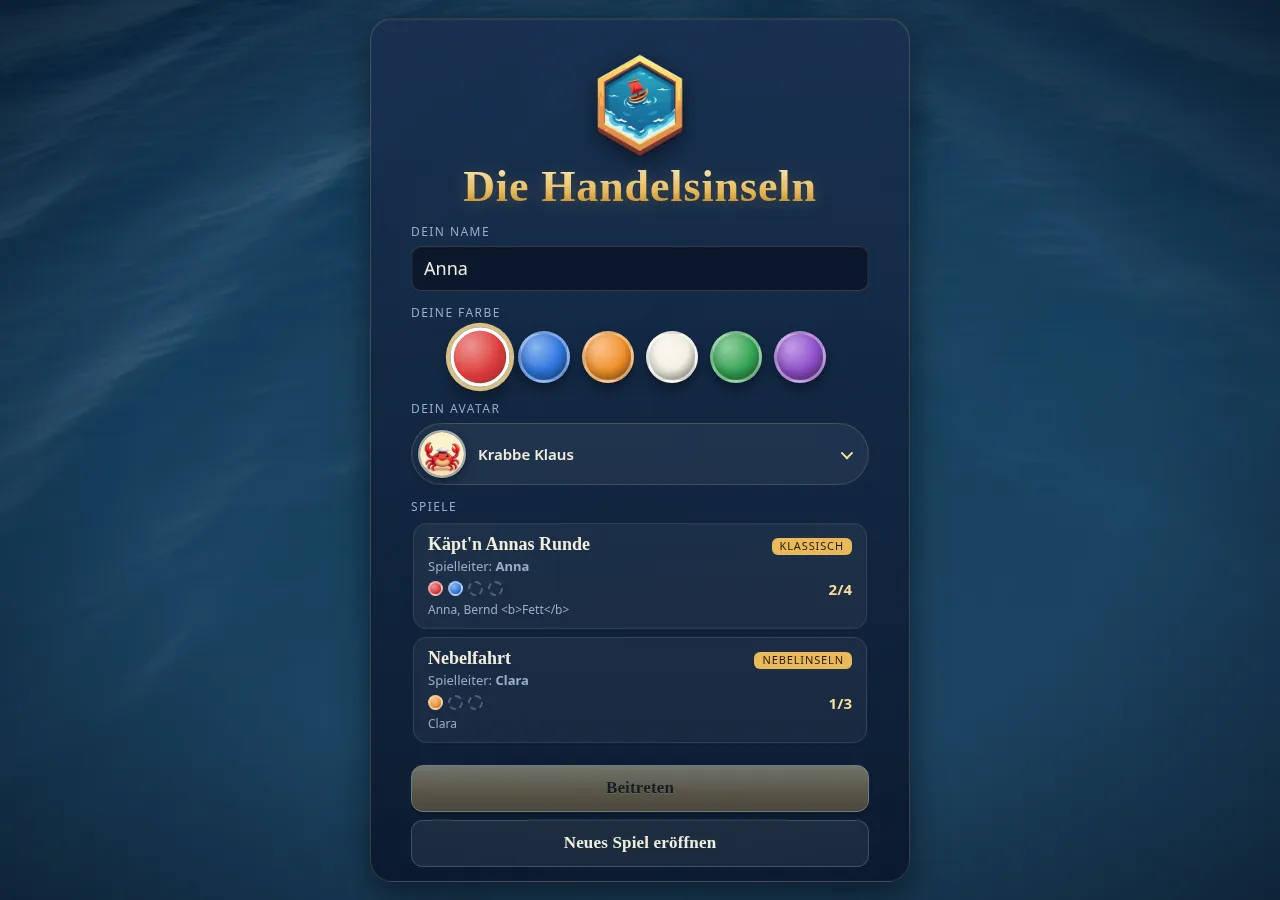 Die Handelsinseln
DEIN NAME
Anna
DEINE FARBE
DEIN AVATAR
Krabbe Klaus
SPIELE
Käpt'n Annas Runde KLASSISCH
Spielleiter: Anna
2/4
Anna, Bernd <b>Fett</b>
Nebelfahrt NEBELINSELN
Spielleiter: Clara
1/3
Clara
Beitreten
Neues Spiel eröffnen